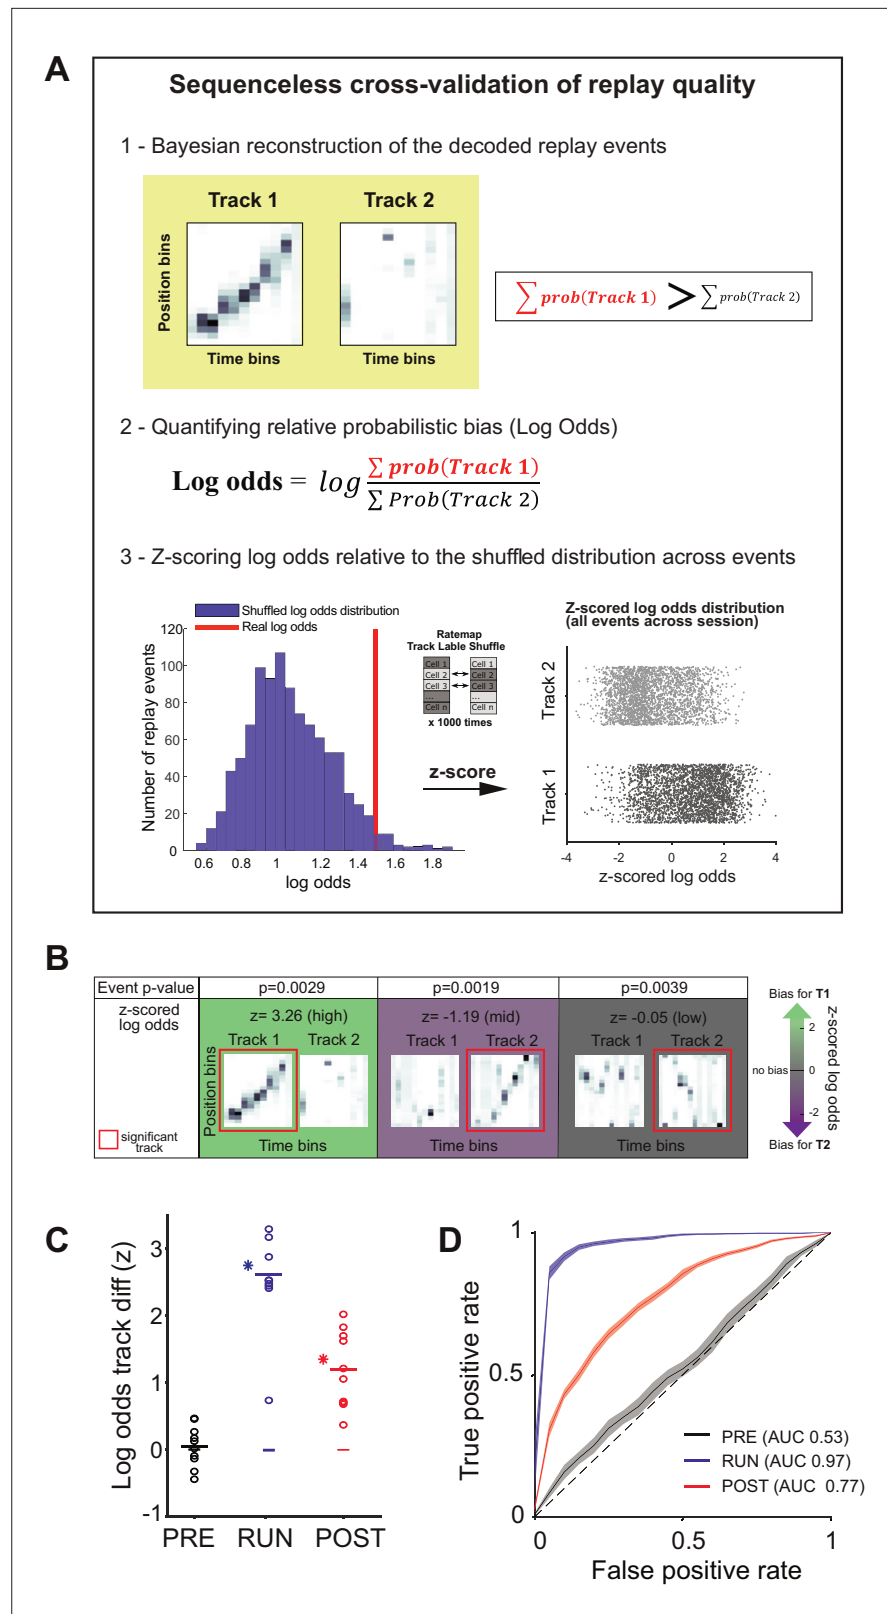 A
Sequenceless cross-validation of replay quality
1 - Bayesian reconstruction of the decoded replay events
Track 1
Track 2
Position bins
Time bins
Time bins
∑ prob(Track 1) > ∑ prob(Track 2)
2 - Quantifying relative probabilistic bias (Log Odds)
Log odds = log ∑ prob(Track 1)
∑ Prob(Track 2)
3 - Z-scoring log odds relative to the shuffled distribution across events
Shuffled log odds distribution
Real log odds
Number of replay events
120
100
80
60
40
20
0
0.6 0.8 1 1.2 1.4 1.6 1.8
log odds
Ratemap
Track Lable Shuffle
Cell 1 Cell 1
Cell 2 Cell 2
Cell 3 Cell 3
... ...
Cell n Cell n
x 1000 times
z-score
Z-scored log odds distribution
(all events across session)
Track 2
Track 1
-4 -2 0 2 4
z-scored log odds
B
Event p-value p=0.0029 p=0.0019 p=0.0039
z-scored
log odds
z= 3.26 (high) z= -1.19 (mid) z= -0.05 (low)
Track 1 Track 2 Track 1 Track 2 Track 1 Track 2
Position bins
significant
track
Time bins Time bins Time bins
Bias for T1
2
no bias 0
-2
z-scored log odds
Bias for T2
C
Log odds track diff (z)
3
2
1
0
-1
PRE RUN POST
*
*
D
True positive rate
1
0.5
0
PRE (AUC 0.53)
RUN (AUC 0.97)
POST (AUC 0.77)
0 0.5 1
False positive rate